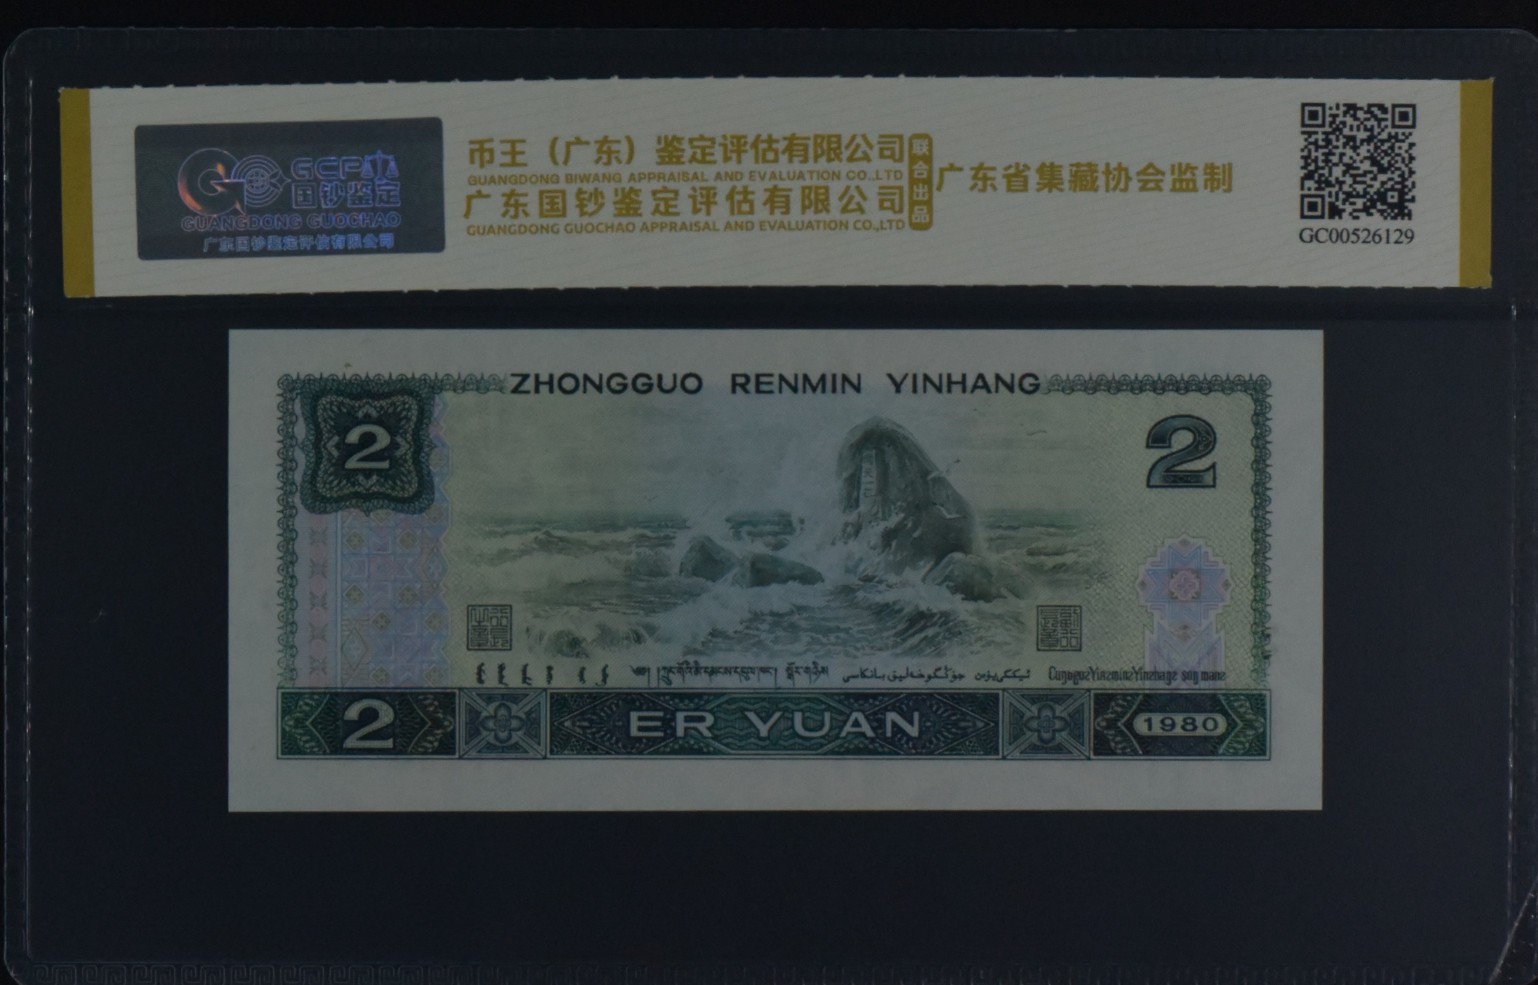 GCP
国钞鉴定
GUANGDONG GUOCHAO
广东国钞鉴定评估有限公司
币王（广东）鉴定评估有限公司
GUANGDONG BIWANG APPRAISAL AND EVALUATION CO.,LTD
广东国钞鉴定评估有限公司
GUANGDONG GUOCHAO APPRAISAL AND EVALUATION CO.,LTD
联合出品
广东省集藏协会监制
GC00526129
ZHONGGUO RENMIN YINHANG
2
2
2
ER YUAN
1980